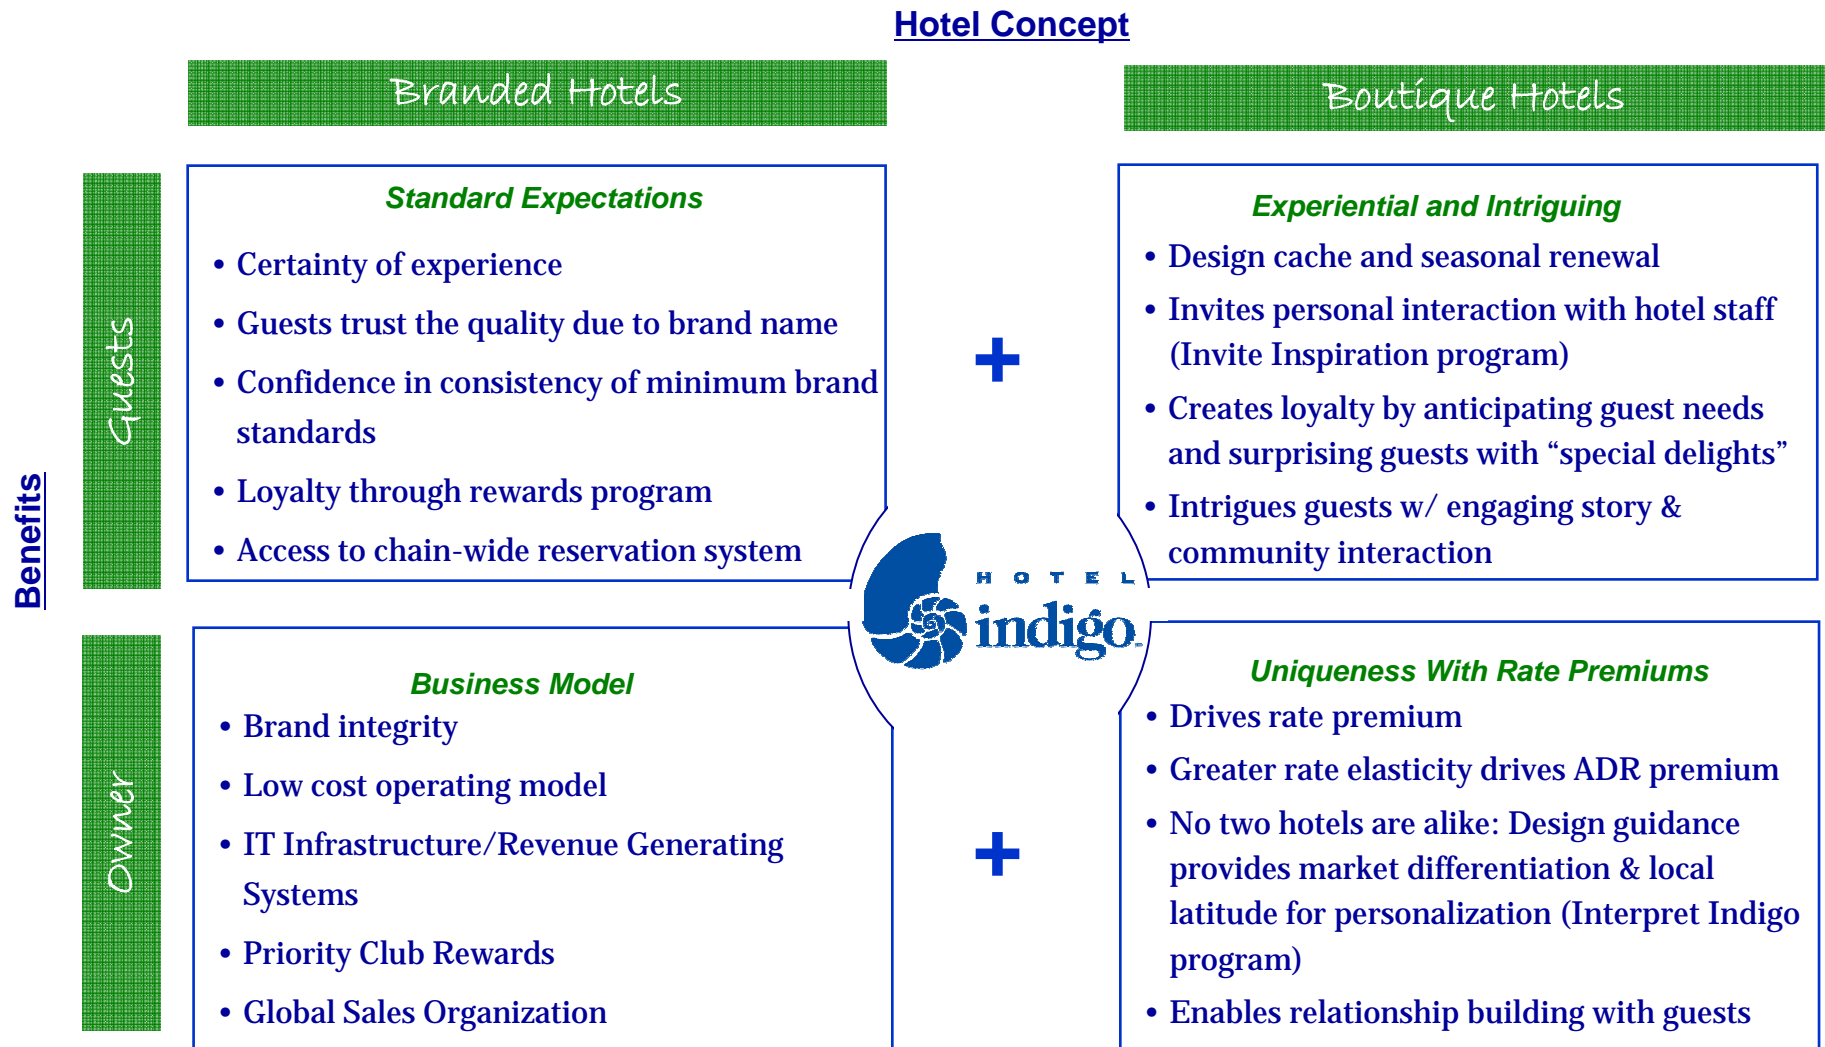 Hotel Concept
Branded Hotels
Boutique Hotels
Benefits
Guests
Standard Expectations
• Certainty of experience
• Guests trust the quality due to brand name
• Confidence in consistency of minimum brand
standards
• Loyalty through rewards program
• Access to chain-wide reservation system
+
Experiential and Intriguing
• Design cache and seasonal renewal
• Invites personal interaction with hotel staff
(Invite Inspiration program)
• Creates loyalty by anticipating guest needs
and surprising guests with “special delights”
• Intrigues guests w/ engaging story &
community interaction
HOTEL
indigo
Owner
Business Model
• Brand integrity
• Low cost operating model
• IT Infrastructure/Revenue Generating
Systems
• Priority Club Rewards
• Global Sales Organization
+
Uniqueness With Rate Premiums
• Drives rate premium
• Greater rate elasticity drives ADR premium
• No two hotels are alike: Design guidance
provides market differentiation & local
latitude for personalization (Interpret Indigo
program)
• Enables relationship building with guests